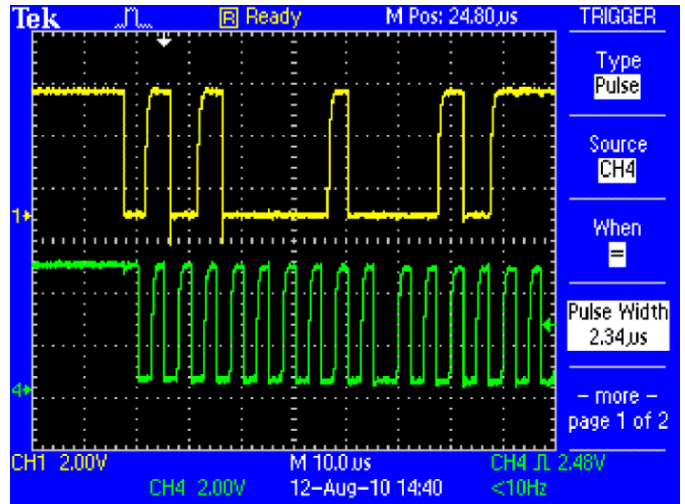 Tek R Ready M Pos: 24.80µs TRIGGER
Type
Pulse
Source
CH4
1
When
=
Pulse Width
2.34µs
4
– more –
page 1 of 2
CH1 2.00V M 10.0µs CH4 2.48V
CH4 2.00V 12-Aug-10 14:40 <10Hz